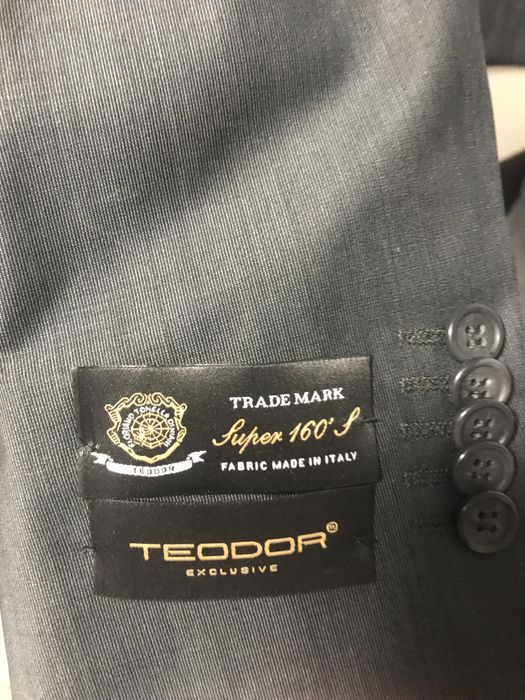 TRADE MARK
Super 160'S
FABRIC MADE IN ITALY
TEODOR
TEODOR®
EXCLUSIVE